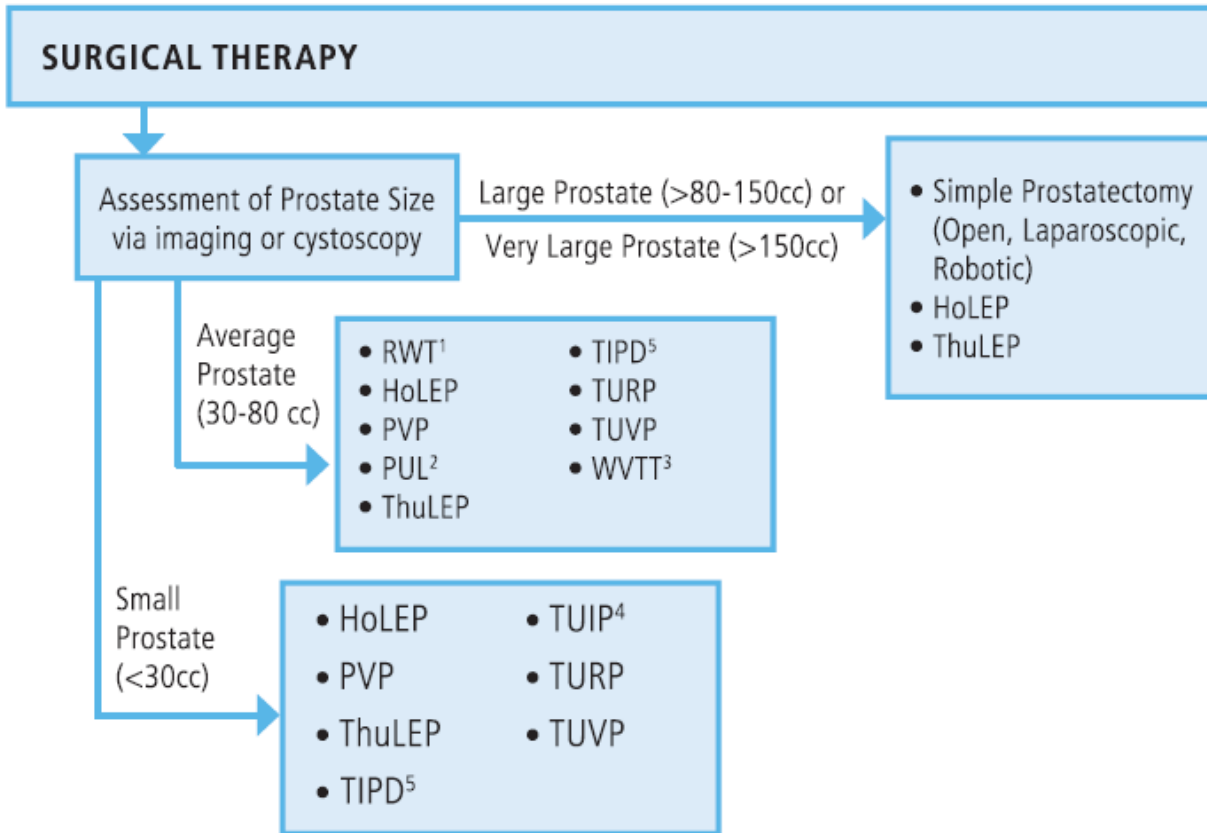 SURGICAL THERAPY
Assessment of Prostate Size
via imaging or cystoscopy
Large Prostate (>80-150cc) or
Very Large Prostate (>150cc)
• Simple Prostatectomy
(Open, Laparoscopic,
Robotic)
• HoLEP
• ThuLEP
Average
Prostate
(30-80 cc)
• RWT¹
• HoLEP
• PVP
• PUL²
• ThuLEP
• TIPD⁵
• TURP
• TUVP
• WVTT³
Small
Prostate
(<30cc)
• HoLEP
• PVP
• ThuLEP
• TIPD⁵
• TUIP⁴
• TURP
• TUVP